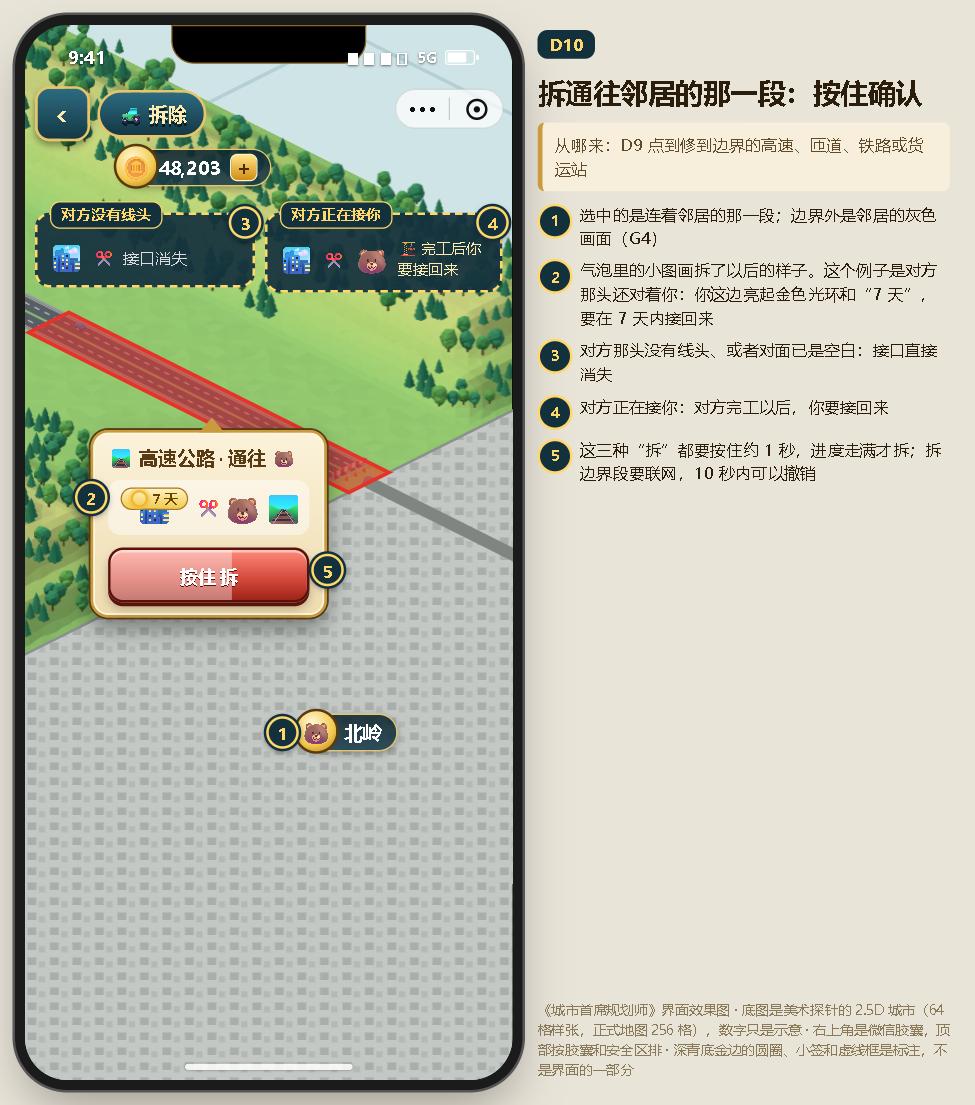 9:41
5G
拆除
48,203
+
对方没有线头
3
接口消失
对方正在接你
4
完工后你
要接回来
高速公路·通往
2
7 天
按住拆
5
1
北岭
D10
拆通往邻居的那一段：按住确认
从哪来：D9 点到修到边界的高速、匝道、铁路或货
运站
1
选中的是连着邻居的那一段；边界外是邻居的灰色
画面（G4）
2
气泡里的小图画拆了以后的样子。这个例子是对方
那头还对着你：你这边亮起金色光环和“7 天”，
要在 7 天内接回来
3
对方那头没有线头、或者对面已是空白：接口直接
消失
4
对方正在接你：对方完工以后，你要接回来
5
这三种“拆”都要按住约 1 秒，进度走满才拆；拆
边界段要联网，10 秒内可以撤销
《城市首席规划师》界面效果图 · 底图是美术探针的 2.5D 城市（64
格样张，正式地图 256 格），数字只是示意 · 右上角是微信胶囊，顶
部按胶囊和安全区排 · 深青底金边的圆圈、小签和虚线框是标注，不
是界面的一部分